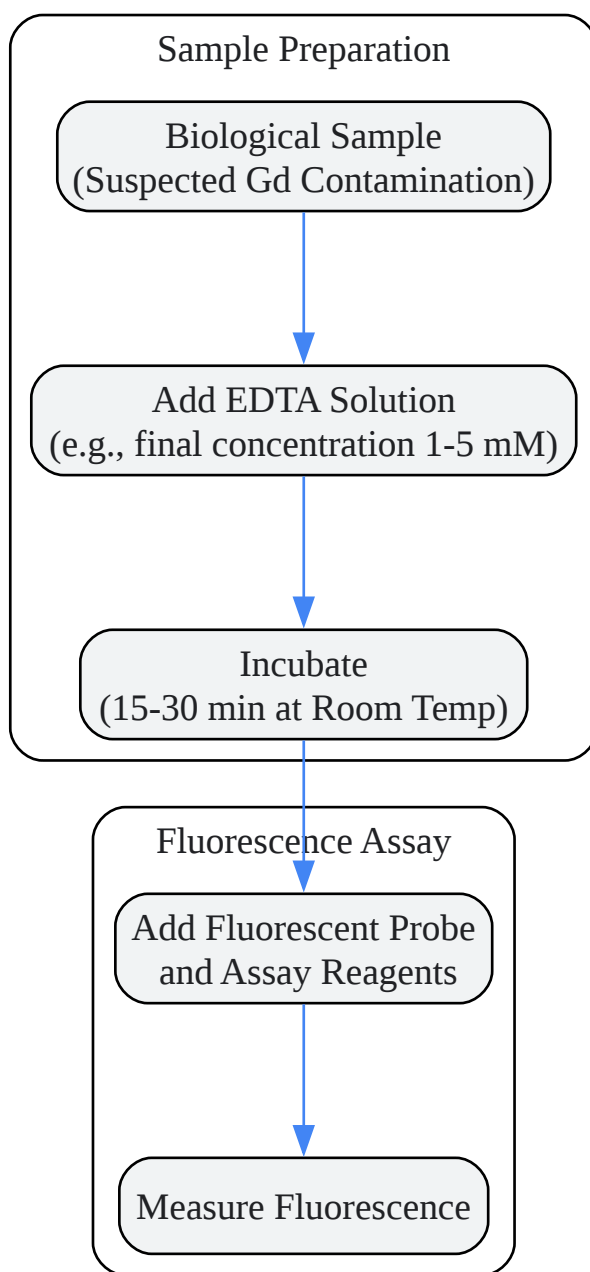 Sample Preparation
Biological Sample
(Suspected Gd Contamination)
Add EDTA Solution
(e.g., final concentration 1-5 mM)
Incubate
(15-30 min at Room Temp)
Fluorescence Assay
Add Fluorescent Probe
and Assay Reagents
Measure Fluorescence